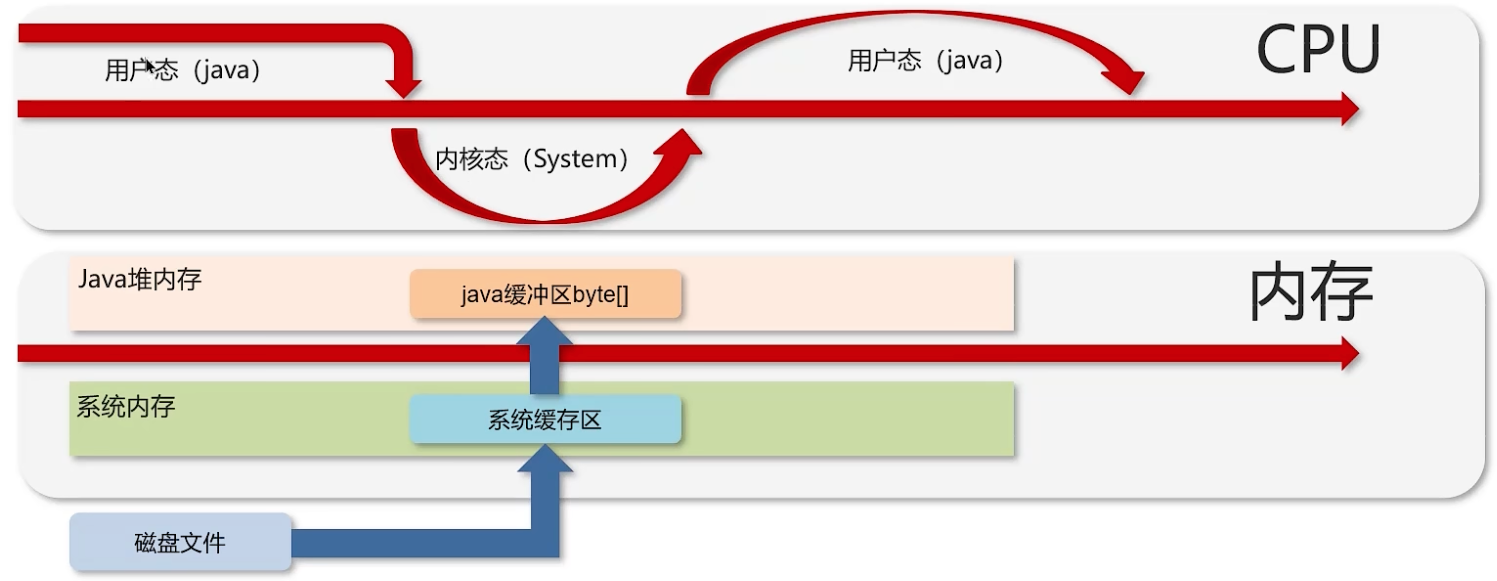 CPU
用户态（java）
用户态（java）
内核态（System）
内存
Java堆内存
java缓冲区byte[]
系统内存
系统缓存区
磁盘文件